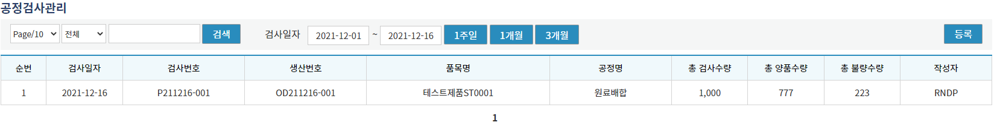 공정검사관리
Page/10 전체 검색 검사일자 2021-12-01 ~ 2021-12-16 1주일 1개월 3개월 등록
순번 검사일자 검사번호 생산번호 품목명 공정명 총 검사수량 총 양품수량 총 불량수량 작성자
1 2021-12-16 P211216-001 OD211216-001 테스트제품ST0001 원료배합 1,000 777 223 RNDP
1